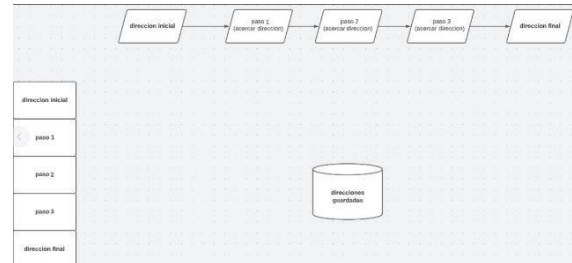 direccion inicial
paso 1
(acercar direccion)
paso 2
(acercar direccion)
paso 3
(acercar direccion)
direccion final
direccion inicial
paso 1
paso 2
paso 3
direccion final
direcciones
guardadas